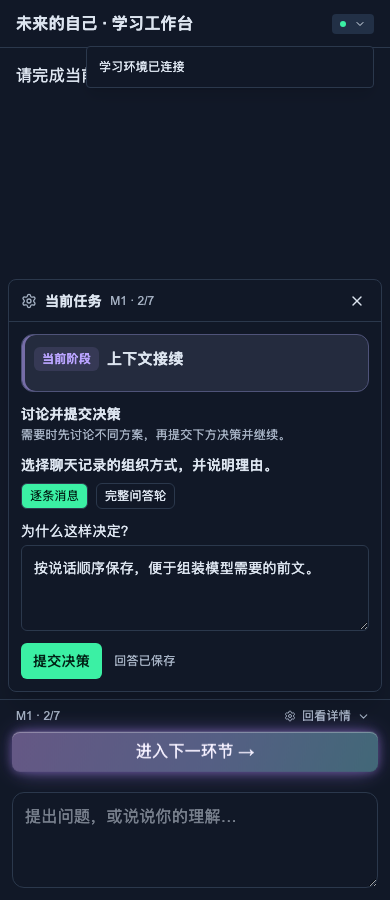 未来的自己 · 学习工作台
学习环境已连接
请完成当前
当前任务 M1 · 2/7
当前阶段 上下文接续
讨论并提交决策
需要时先讨论不同方案，再提交下方决策并继续。
选择聊天记录的组织方式，并说明理由。
逐条消息 完整问答轮
为什么这样决定？
按说话顺序保存，便于组装模型需要的前文。
提交决策 回答已保存
M1 · 2/7 回看详情
进入下一环节 →
提出问题，或说说你的理解…